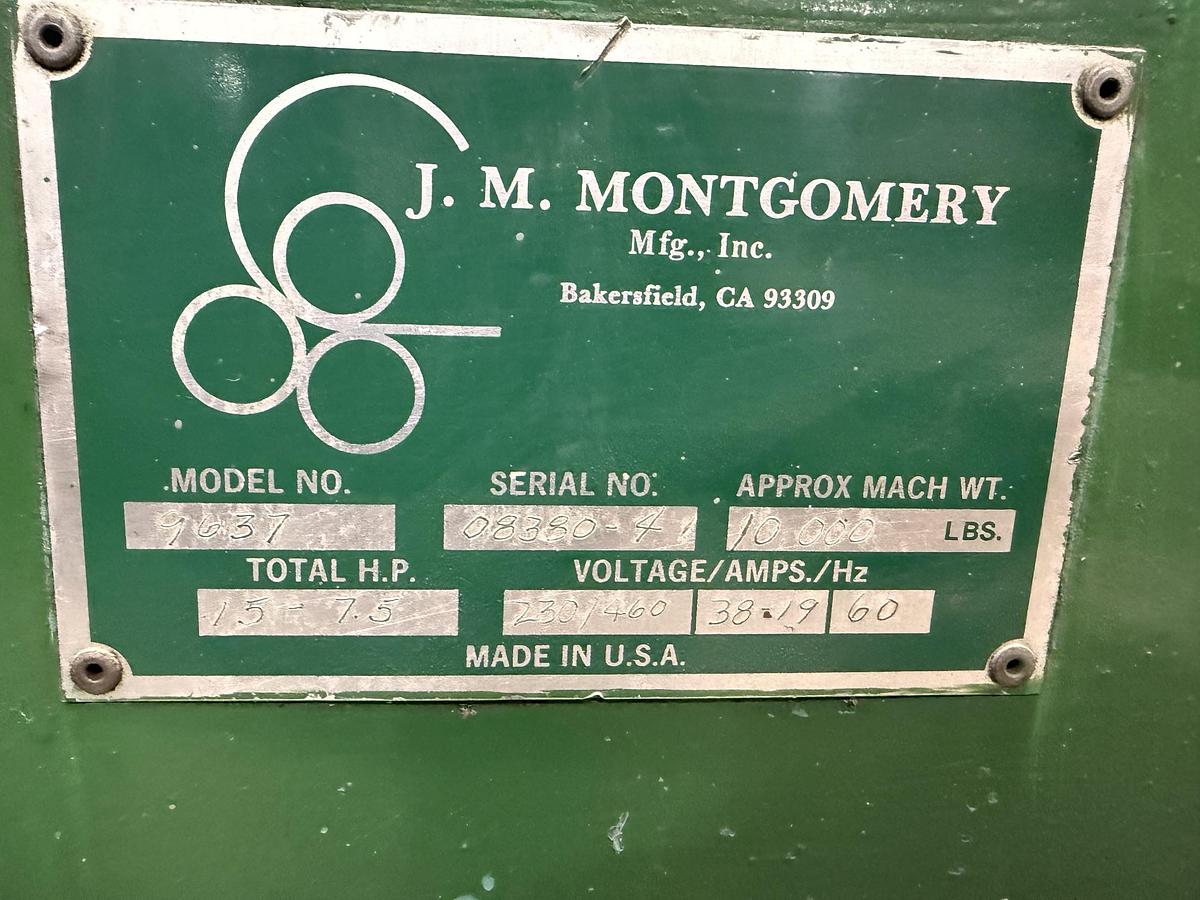 J. M. MONTGOMERY
Mfg., Inc.
Bakersfield, CA 93309
MODEL NO. SERIAL NO. APPROX MACH WT.
9637 08380-4 10 000 LBS.
TOTAL H.P. VOLTAGE/AMPS./Hz
15 - 7.5 230/460 38-19 60
MADE IN U.S.A.